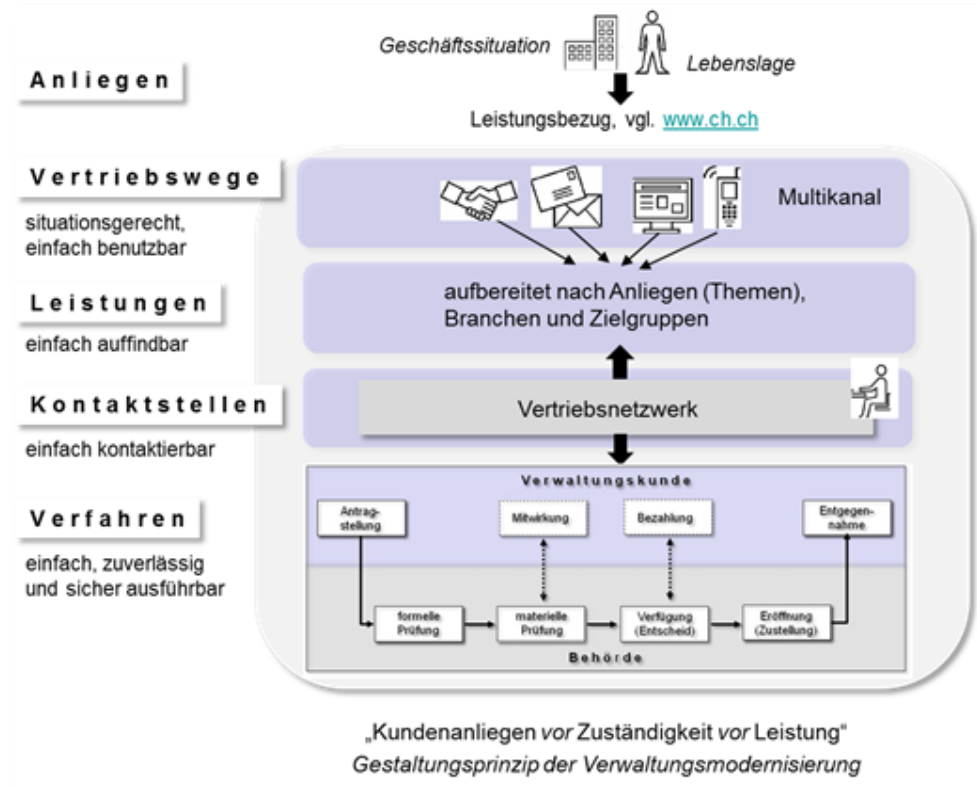 Geschäftssituation
Lebenslage
Anliegen
Leistungsbezug, vgl. www.ch.ch
Vertriebswege
situationsgerecht,
einfach benutzbar
Multikanal
Leistungen
einfach auffindbar
aufbereitet nach Anliegen (Themen),
Branchen und Zielgruppen
Kontaktstellen
einfach kontaktierbar
Vertriebsnetzwerk
Verfahren
einfach, zuverlässig
und sicher ausführbar
Verwaltungskunde
Antrag-
stellung
Mitwirkung
Bezahlung
Entgegen-
nahme
formelle
Prüfung
materielle
Prüfung
Verfügung
(Entscheid)
Eröffnung
(Zustellung)
Behörde
„Kundenanliegen vor Zuständigkeit vor Leistung“
Gestaltungsprinzip der Verwaltungsmodernisierung